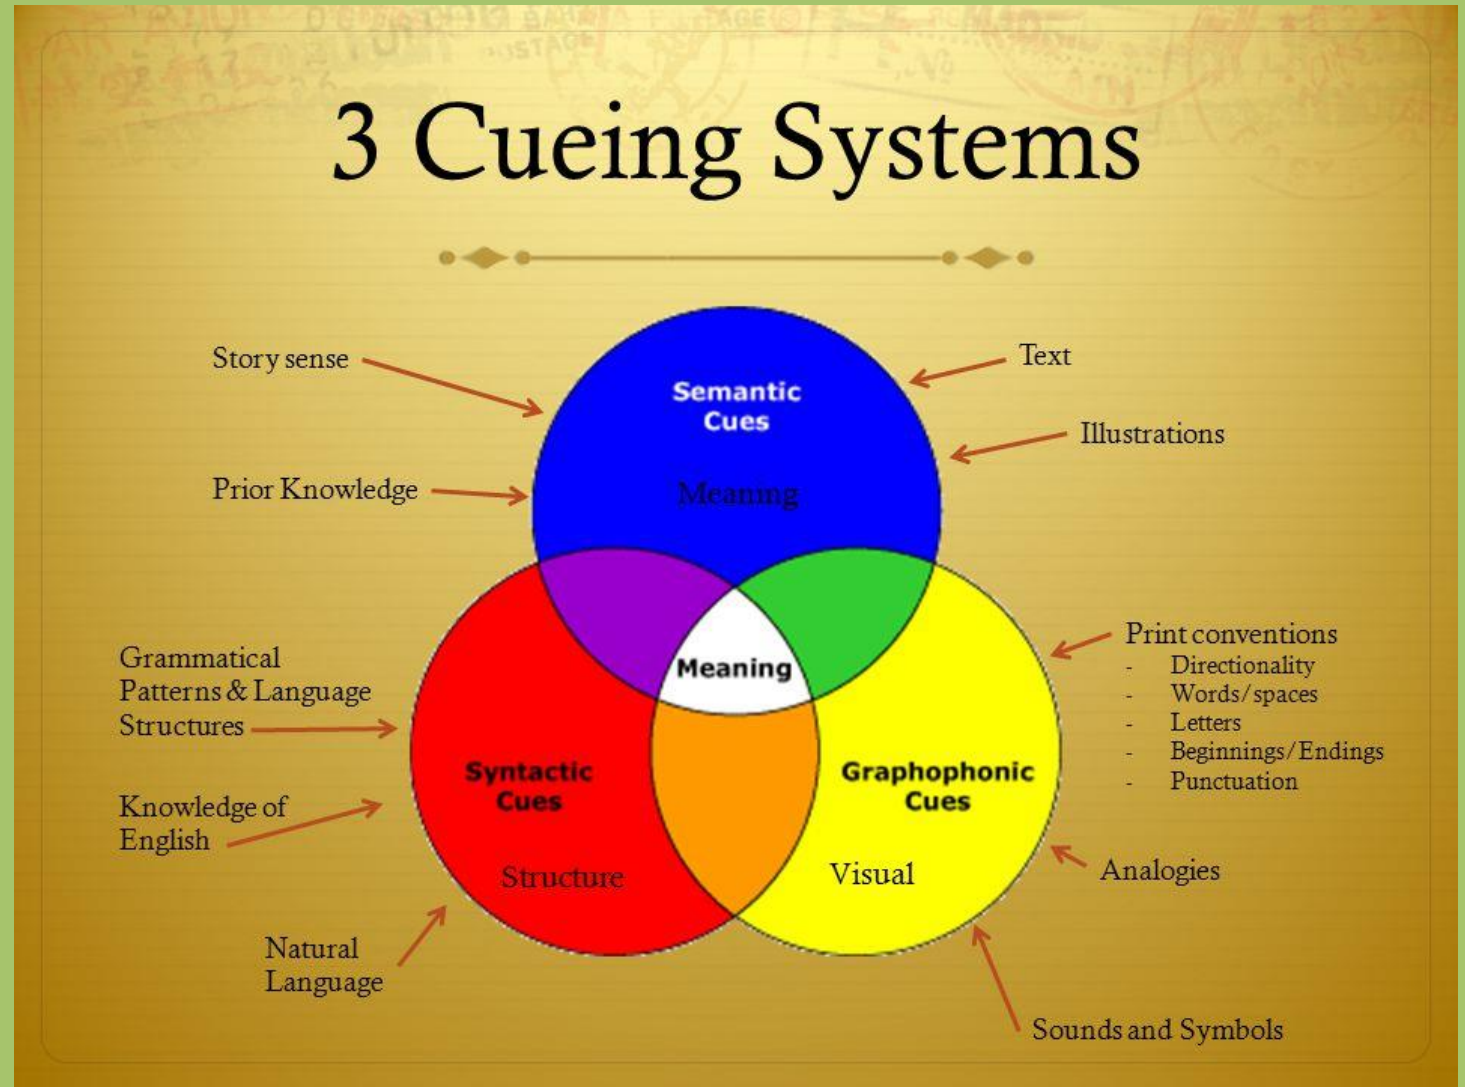 3 Cueing Systems
Story sense
Text
Semantic
Cues
Illustrations
Prior Knowledge
Meaning
Print conventions
- Directionality
- Words/spaces
- Letters
- Beginnings/Endings
- Punctuation
Grammatical
Patterns & Language
Structures
Meaning
Syntactic
Cues
Graphophonic
Cues
Knowledge of
English
Structure
Visual
Analogies
Natural
Language
Sounds and Symbols